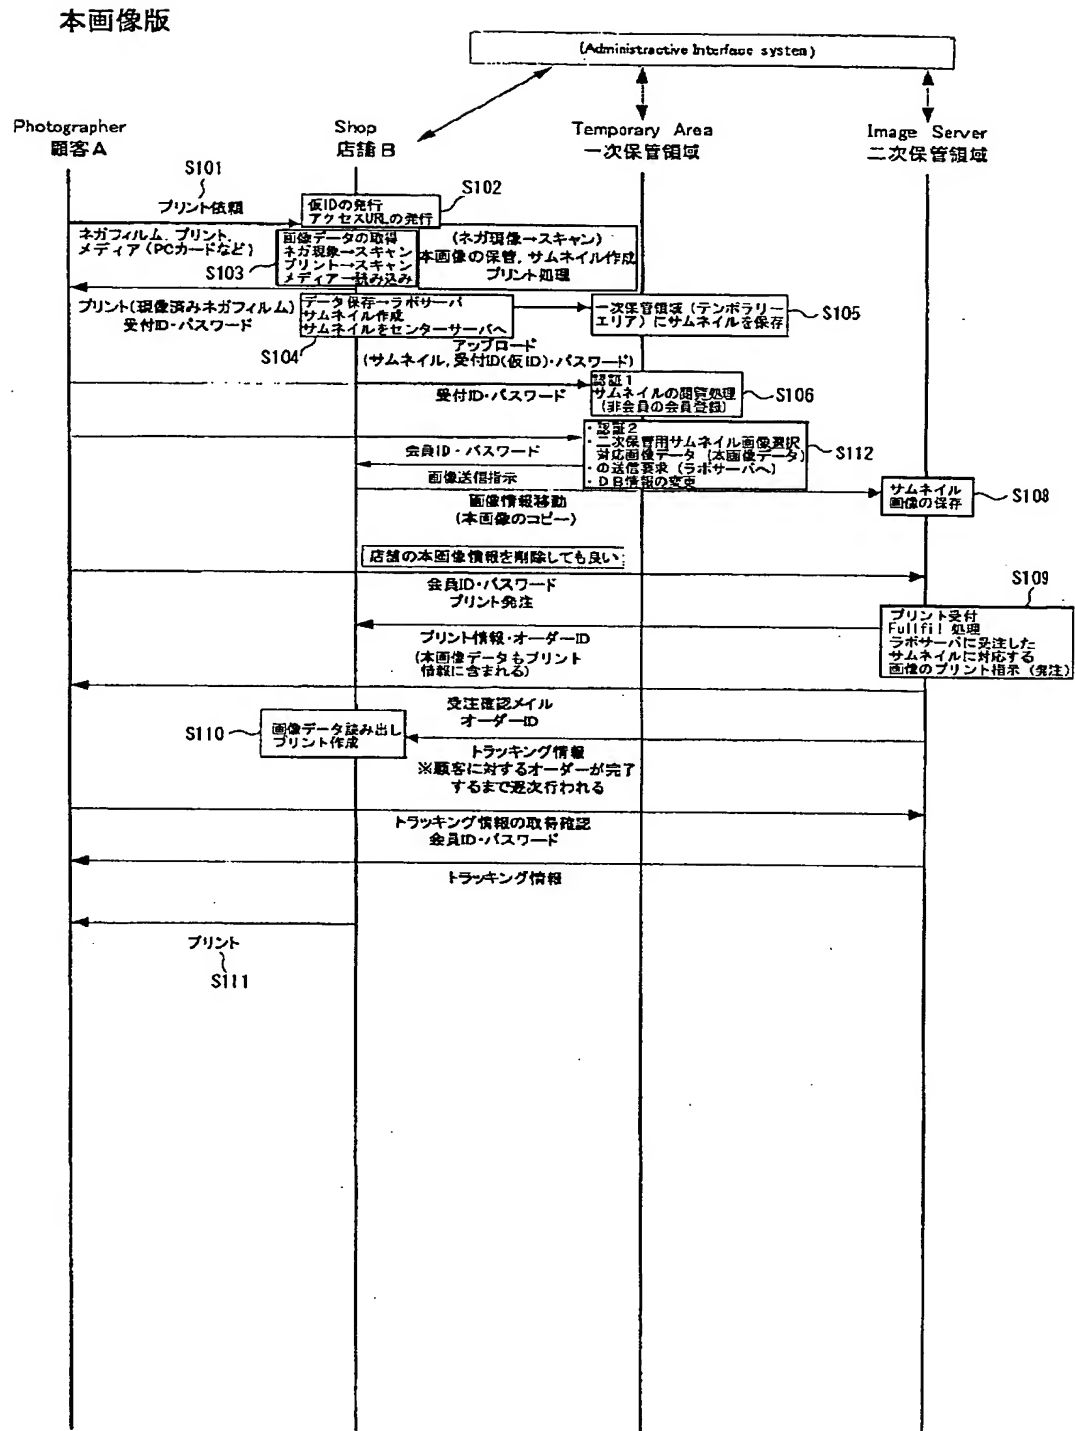 本画像版
(Administractive Interface system)
Photographer
顧客A
Shop
店舗B
Temporary Area
一次保管領域
Image Server
二次保管領域
S101
プリント依頼
S102
仮IDの発行
アクセスURLの発行
ネガフィルム、プリント、
メディア(PCカードなど)
S103
画像データの取得
ネガ現象→スキャン
プリント→スキャン
メディア→読み込み
(ネガ現像→スキャン)
本画像の保管,サムネイル作成
プリント処理
プリント(現像済みネガフィルム)
受付ID・パスワード
S104
データ保存→ラボサーバ
サムネイル作成
サムネイルをセンターサーバへ
一次保管領域(テンポラリー
エリア)にサムネイルを保存
S105
アップロード
(サムネイル,受付ID(仮ID)・パスワード)
受付ID・パスワード
認証1
サムネイルの閲覧処理
(非会員の会員登録)
S106
会員ID・パスワード
・認証2
・二次保管用サムネイル画像選択
対応画像データ(本画像データ)
・の送信要求(ラボサーバへ)
・DB情報の変更
S112
画像送信指示
画像情報移動
(本画像のコピー)
サムネイル
画像の保存
S108
店舗の本画像情報を削除しても良い
会員ID・パスワード
プリント発注
S109
プリント受付
Fullfil 処理
ラボサーバに受注した
サムネイルに対応する
画像のプリント指示(発注)
プリント情報・オーダーID
(本画像データもプリント
情報に含まれる)
受注確認メイル
オーダーID
S110
画像データ読み出し
プリント作成
トラッキング情報
※顧客に対するオーダーが完了
するまで逐次行われる
トラッキング情報の取得確認
会員ID・パスワード
トラッキング情報
プリント
S111